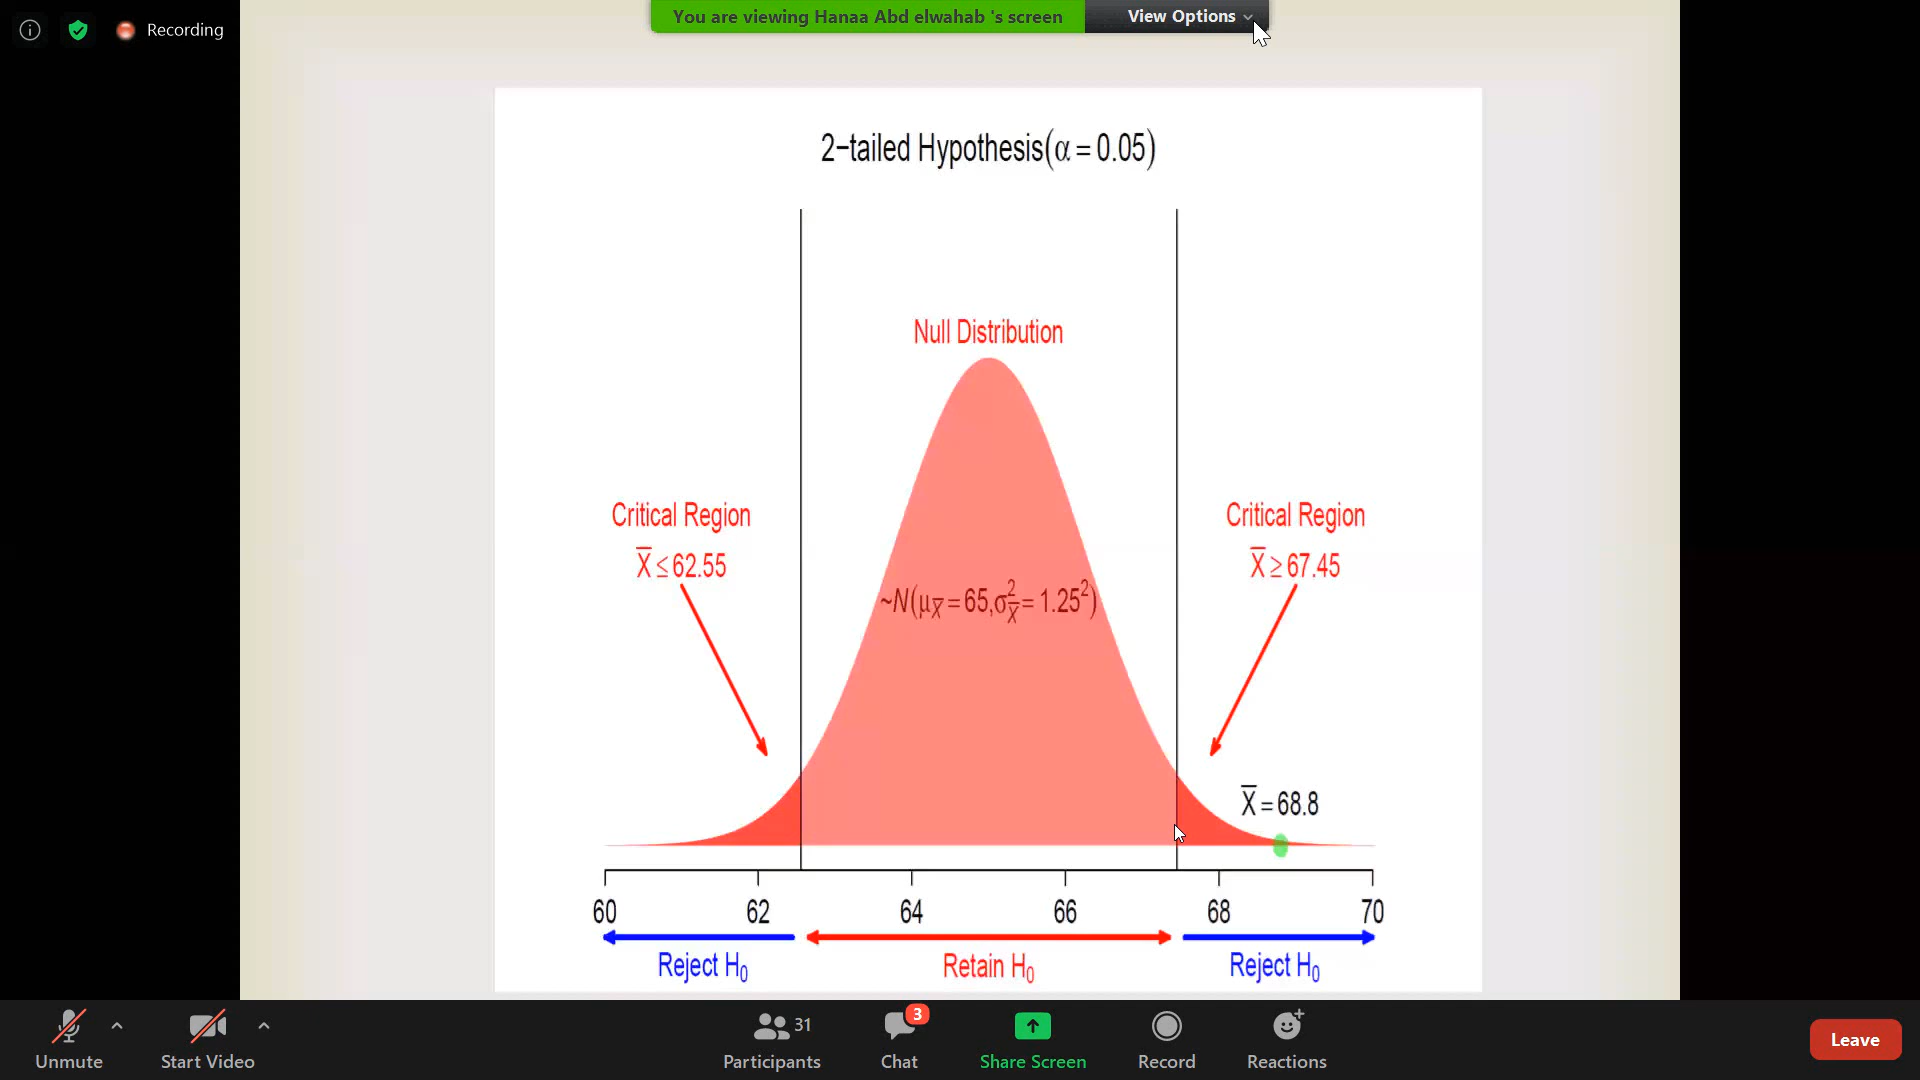 Recording
You are viewing Hanaa Abd elwahab 's screen
View Options
2−tailed Hypothesis(α = 0.05)
Null Distribution
Critical Region
X̅ ≤ 62.55
Critical Region
X̅ ≥ 67.45
~N(μX̅ = 65,σ²X̅ = 1.25²)
X̅ = 68.8
60 62 64 66 68 70
Reject H₀ Retain H₀ Reject H₀
Unmute
Start Video
31
Participants
3
Chat
Share Screen
Record
Reactions
Leave